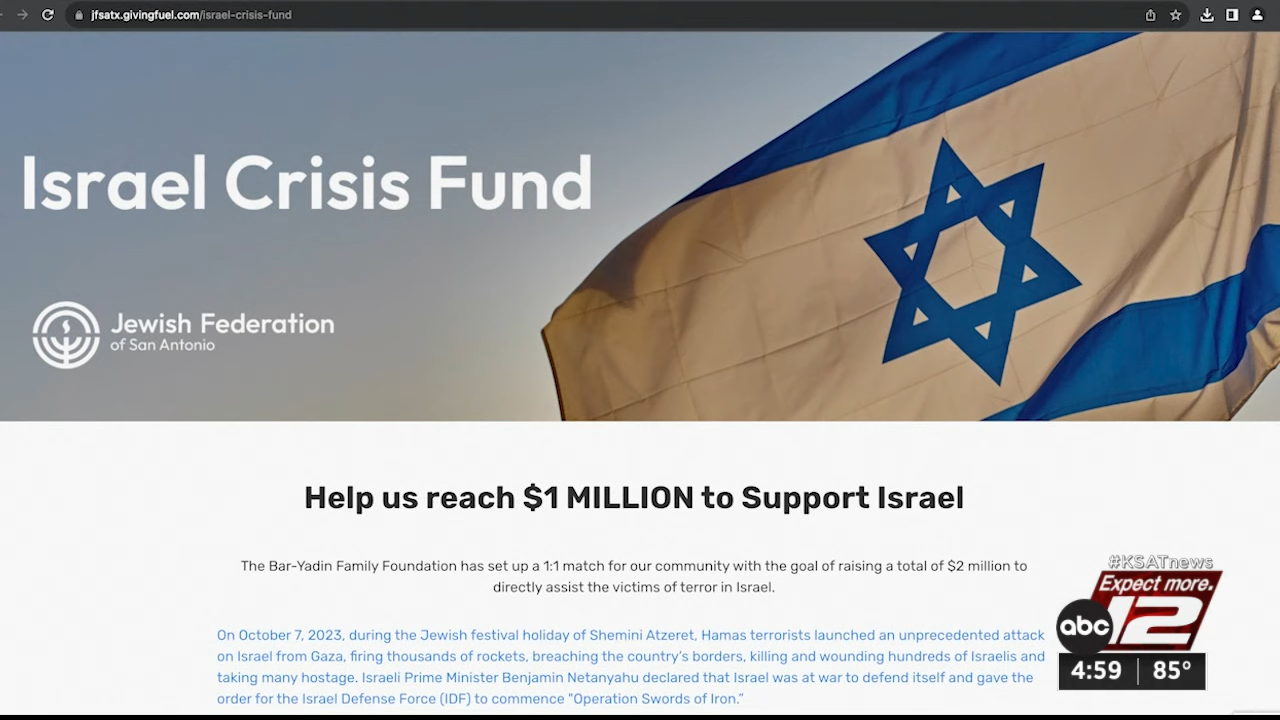 jfsatx.givingfuel.com/israel-crisis-fund
Israel Crisis Fund
Jewish Federation
of San Antonio
Help us reach $1 MILLION to Support Israel
The Bar-Yadin Family Foundation has set up a 1:1 match for our community with the goal of raising a total of $2 million to
directly assist the victims of terror in Israel.
On October 7, 2023, during the Jewish festival holiday of Shemini Atzeret, Hamas terrorists launched an unprecedented attack
on Israel from Gaza, firing thousands of rockets, breaching the country's borders, killing and wounding hundreds of Israelis and
taking many hostage. Israeli Prime Minister Benjamin Netanyahu declared that Israel was at war to defend itself and gave the
order for the Israel Defense Force (IDF) to commence "Operation Swords of Iron."
#KSATnews
Expect more.
abc 12
4:59 85°